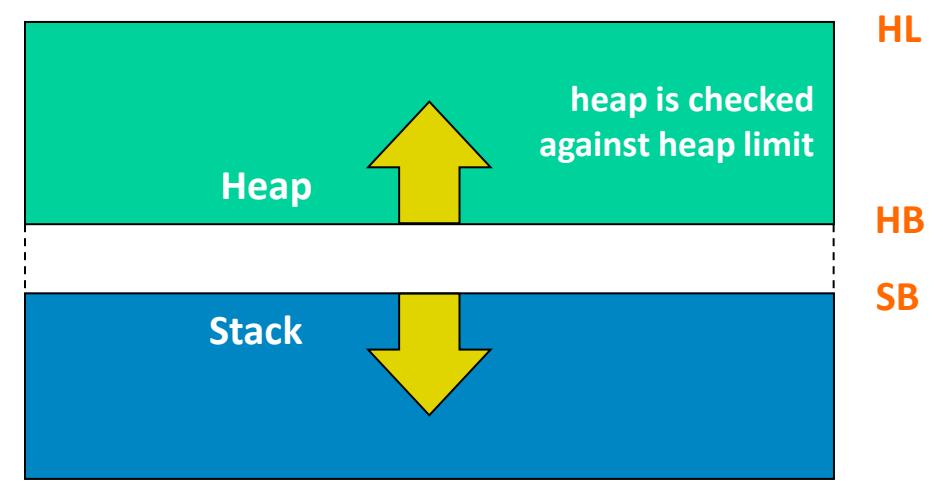 HL
heap is checked
against heap limit
Heap
HB
SB
Stack